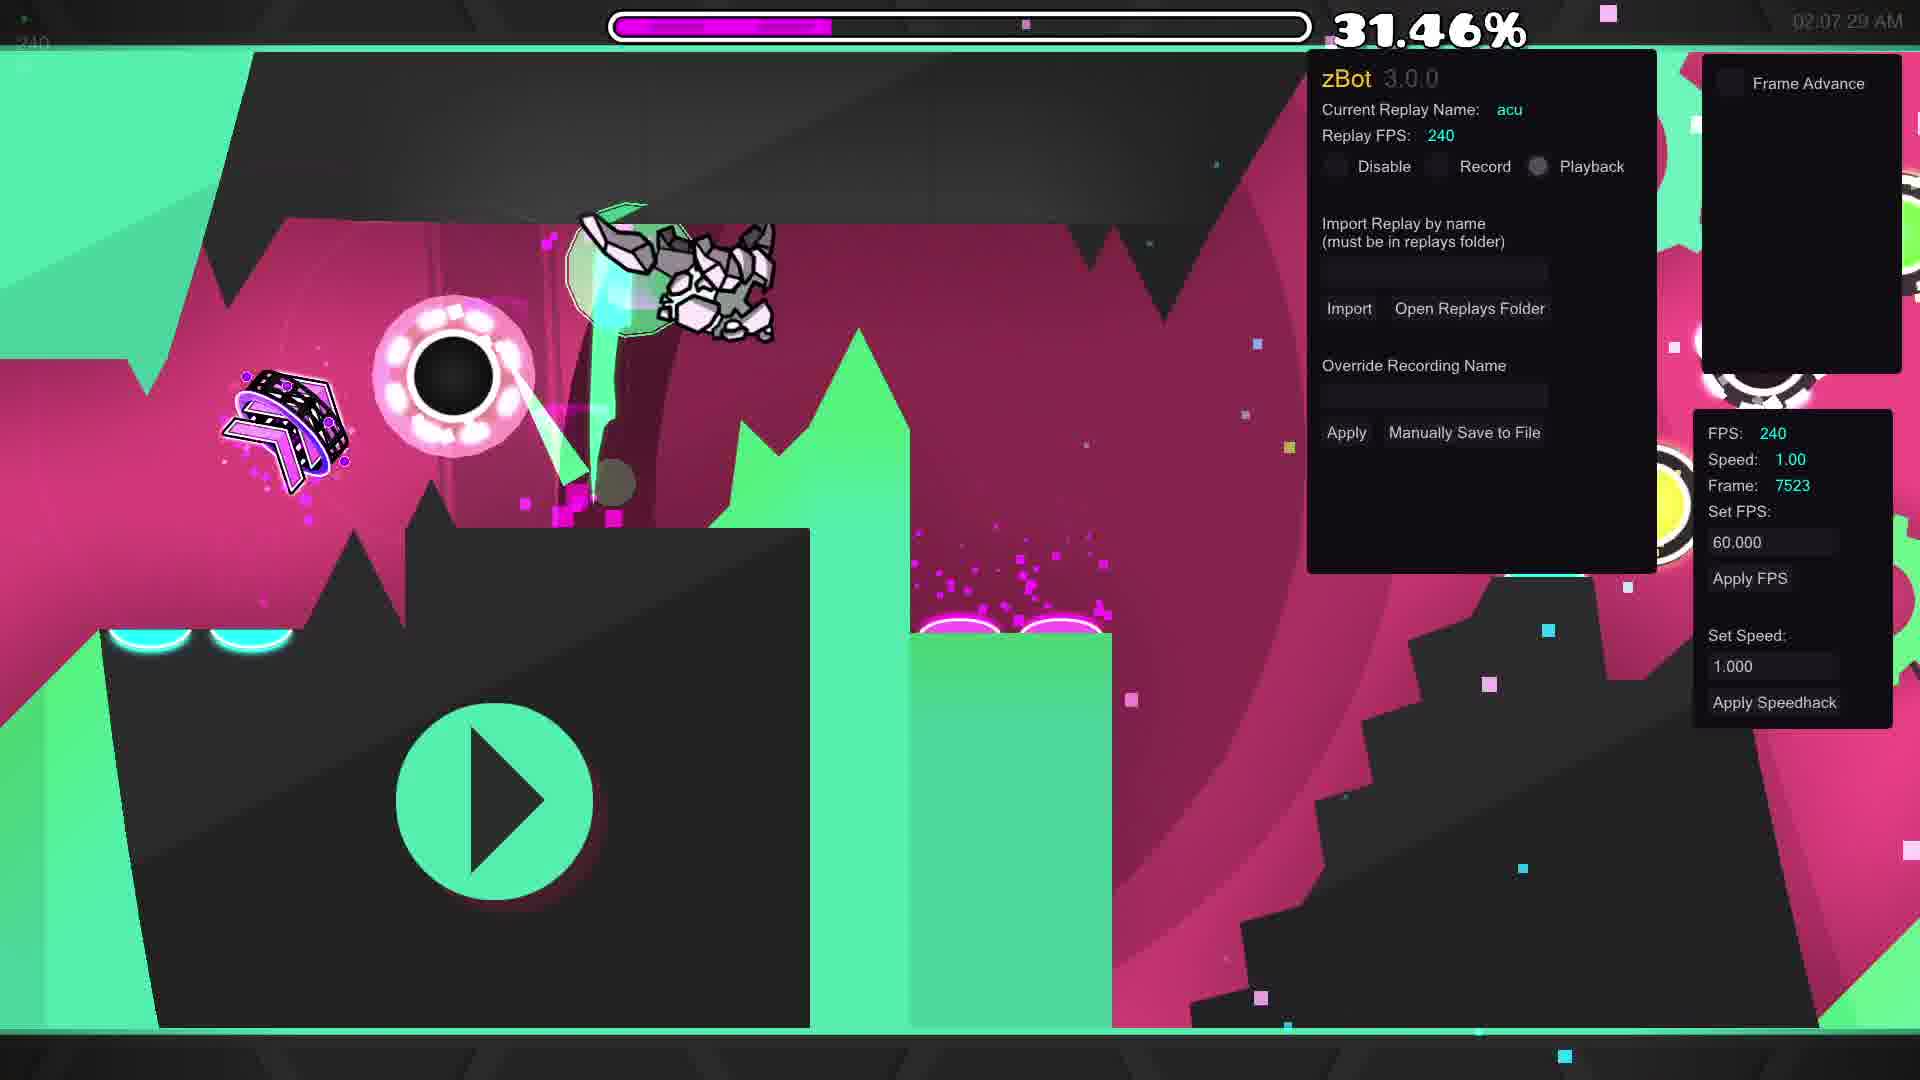 31.46%
02:07:29 AM
240
zBot 3.0.0
Current Replay Name: acu
Replay FPS: 240
Disable Record Playback
Import Replay by name
(must be in replays folder)
Import Open Replays Folder
Override Recording Name
Apply Manually Save to File
Frame Advance
FPS: 240
Speed: 1.00
Frame: 7523
Set FPS:
60.000
Apply FPS
Set Speed:
1.000
Apply Speedhack